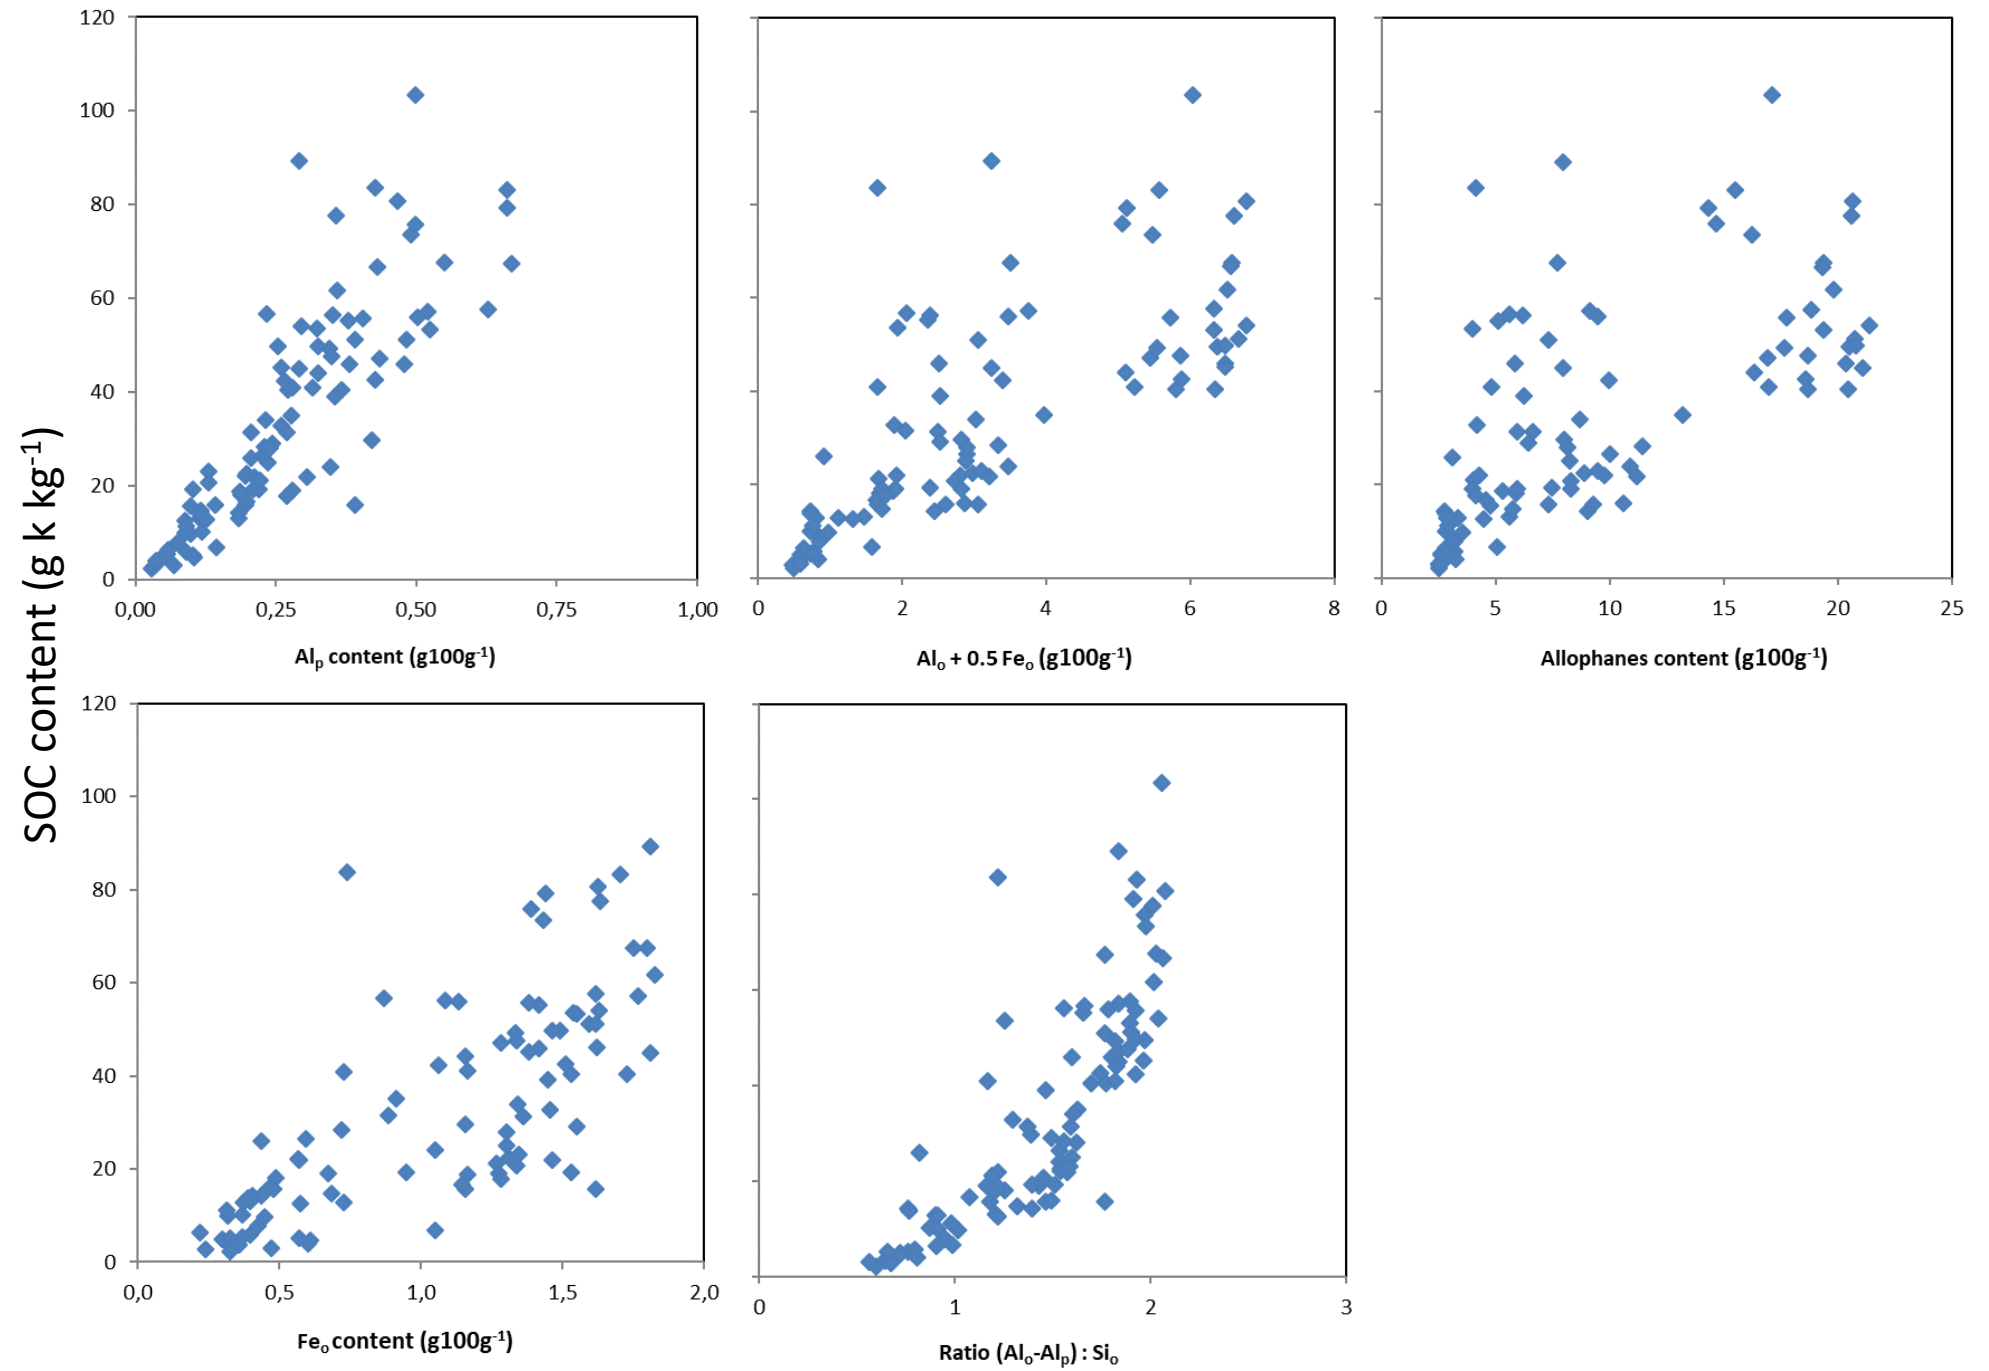 SOC content (g k kg⁻¹)
120
100
80
60
40
20
0
0,00 0,25 0,50 0,75 1,00
Alₚ content (g100g⁻¹)
0 2 4 6 8
Alₒ + 0.5 Feₒ (g100g⁻¹)
0 5 10 15 20 25
Allophanes content (g100g⁻¹)
120
100
80
60
40
20
0
0,0 0,5 1,0 1,5 2,0
Feₒ content (g100g⁻¹)
0 1 2 3
Ratio (Alₒ-Alₚ) : Siₒ